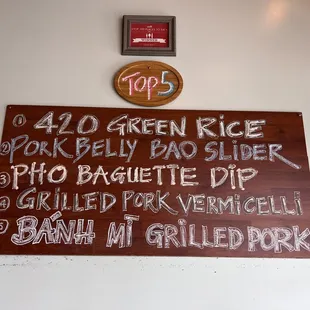 Top 5
① 420 GREEN RICE
② PORK BELLY BAO SLIDER
③ PHO BAGUETTE DIP
④ GRILLED PORK VERMICELLI
⑤ BÁNH MÌ GRILLED PORK